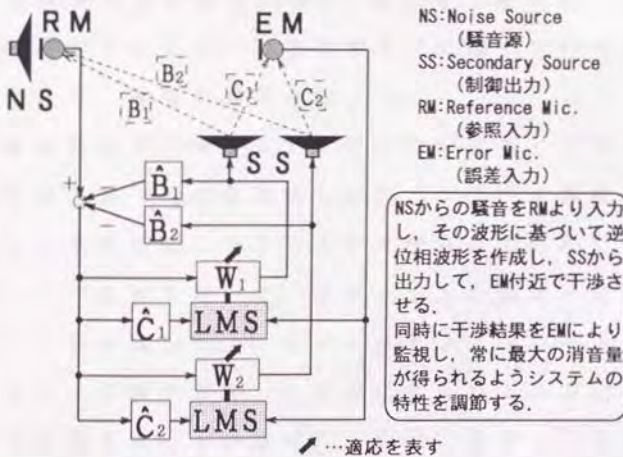 RM
EM
NS
B₂
B₁
C₁
C₂
SS
+
−
−
B̂₁
B̂₂
W₁
Ĉ₁
LMS
W₂
Ĉ₂
LMS
…適応を表す
NS:Noise Source
(騒音源)
SS:Secondary Source
(制御出力)
RM:Reference Mic.
(参照入力)
EM:Error Mic.
(誤差入力)
NSからの騒音をRMより入力
し，その波形に基づいて逆
位相波形を作成し，SSから
出力して，EM付近で干渉さ
せる．
同時に干渉結果をEMにより
監視し，常に最大の消音量
が得られるようシステムの
特性を調節する．